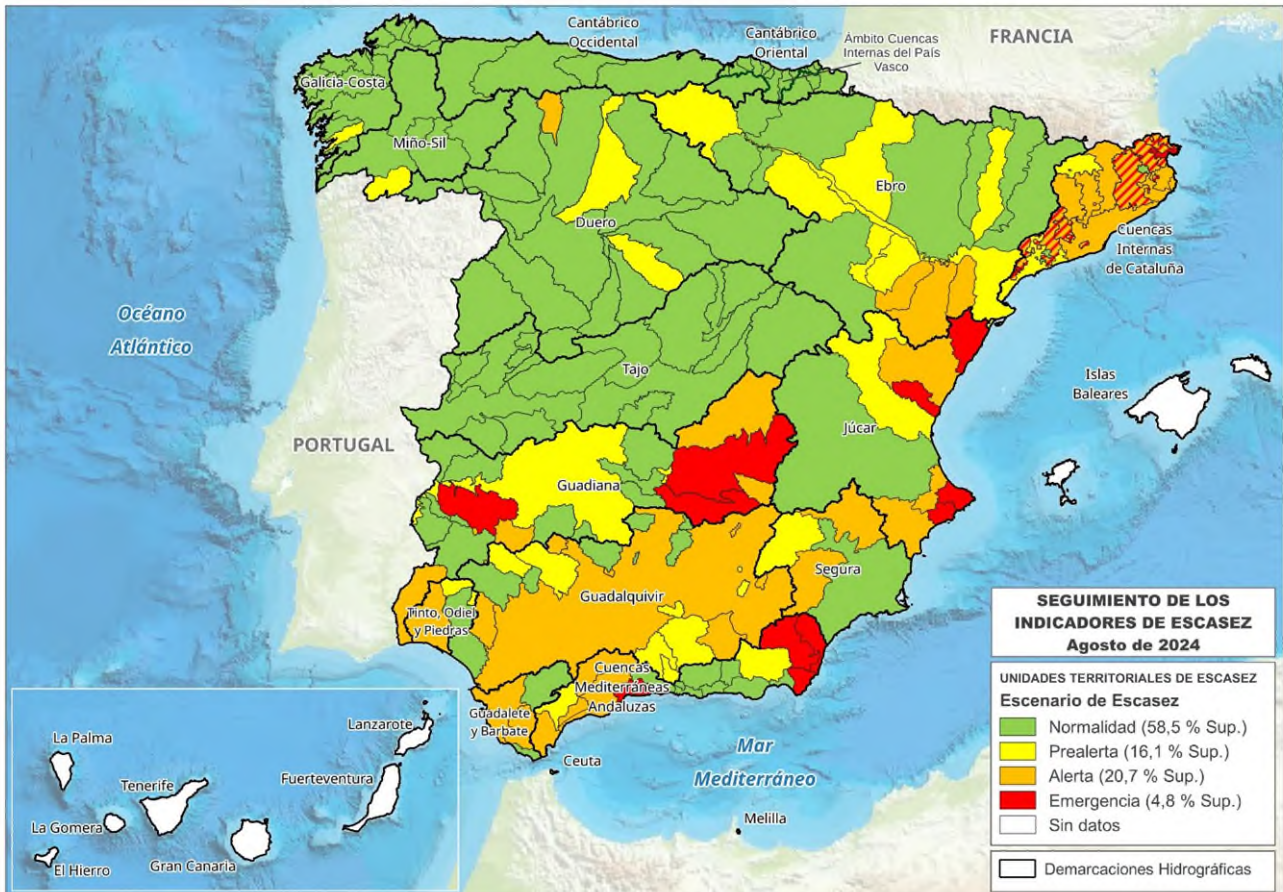 Cantábrico
Occidental
Cantábrico
Oriental
Ámbito Cuencas
Internas del País
Vasco
FRANCIA
Galicia-Costa
Miño-Sil
Duero
Ebro
Cuencas
Internas
de Cataluña
Océano
Atlántico
Tajo
Islas
Baleares
PORTUGAL
Júcar
Guadiana
Segura
Guadalquivir
Tinto, Odiel
y Piedras
Cuencas
Mediterráneas
Andaluzas
Guadalete
y Barbate
Ceuta
Mar
Mediterráneo
Melilla
La Palma
Lanzarote
Tenerife
Fuerteventura
La Gomera
El Hierro
Gran Canarla
SEGUIMIENTO DE LOS
INDICADORES DE ESCASEZ
Agosto de 2024
UNIDADES TERRITORIALES DE ESCASEZ
Escenario de Escasez
Normalidad (58,5 % Sup.)
Prealerta (16,1 % Sup.)
Alerta (20,7 % Sup.)
Emergencia (4,8 % Sup.)
Sin datos
Demarcaciones Hidrográficas